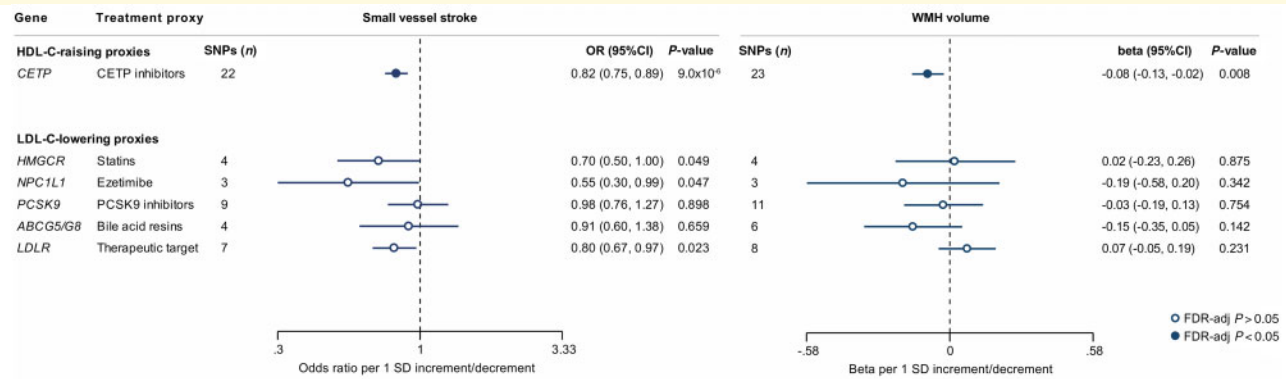 Gene Treatment proxy Small vessel stroke WMH volume
HDL-C-raising proxies SNPs (n) OR (95%CI) P-value SNPs (n) beta (95%CI) P-value
CETP CETP inhibitors 22 0.82 (0.75, 0.89) 9.0x10⁻⁶ 23 -0.08 (-0.13, -0.02) 0.008
LDL-C-lowering proxies
HMGCR Statins 4 0.70 (0.50, 1.00) 0.049 4 0.02 (-0.23, 0.26) 0.875
NPC1L1 Ezetimibe 3 0.55 (0.30, 0.99) 0.047 3 -0.19 (-0.58, 0.20) 0.342
PCSK9 PCSK9 inhibitors 9 0.98 (0.76, 1.27) 0.898 11 -0.03 (-0.19, 0.13) 0.754
ABCG5/G8 Bile acid resins 4 0.91 (0.60, 1.38) 0.659 6 -0.15 (-0.35, 0.05) 0.142
LDLR Therapeutic target 7 0.80 (0.67, 0.97) 0.023 8 0.07 (-0.05, 0.19) 0.231
FDR-adj P > 0.05
FDR-adj P < 0.05
.3 1 3.33 -.58 0 .58
Odds ratio per 1 SD increment/decrement Beta per 1 SD increment/decrement